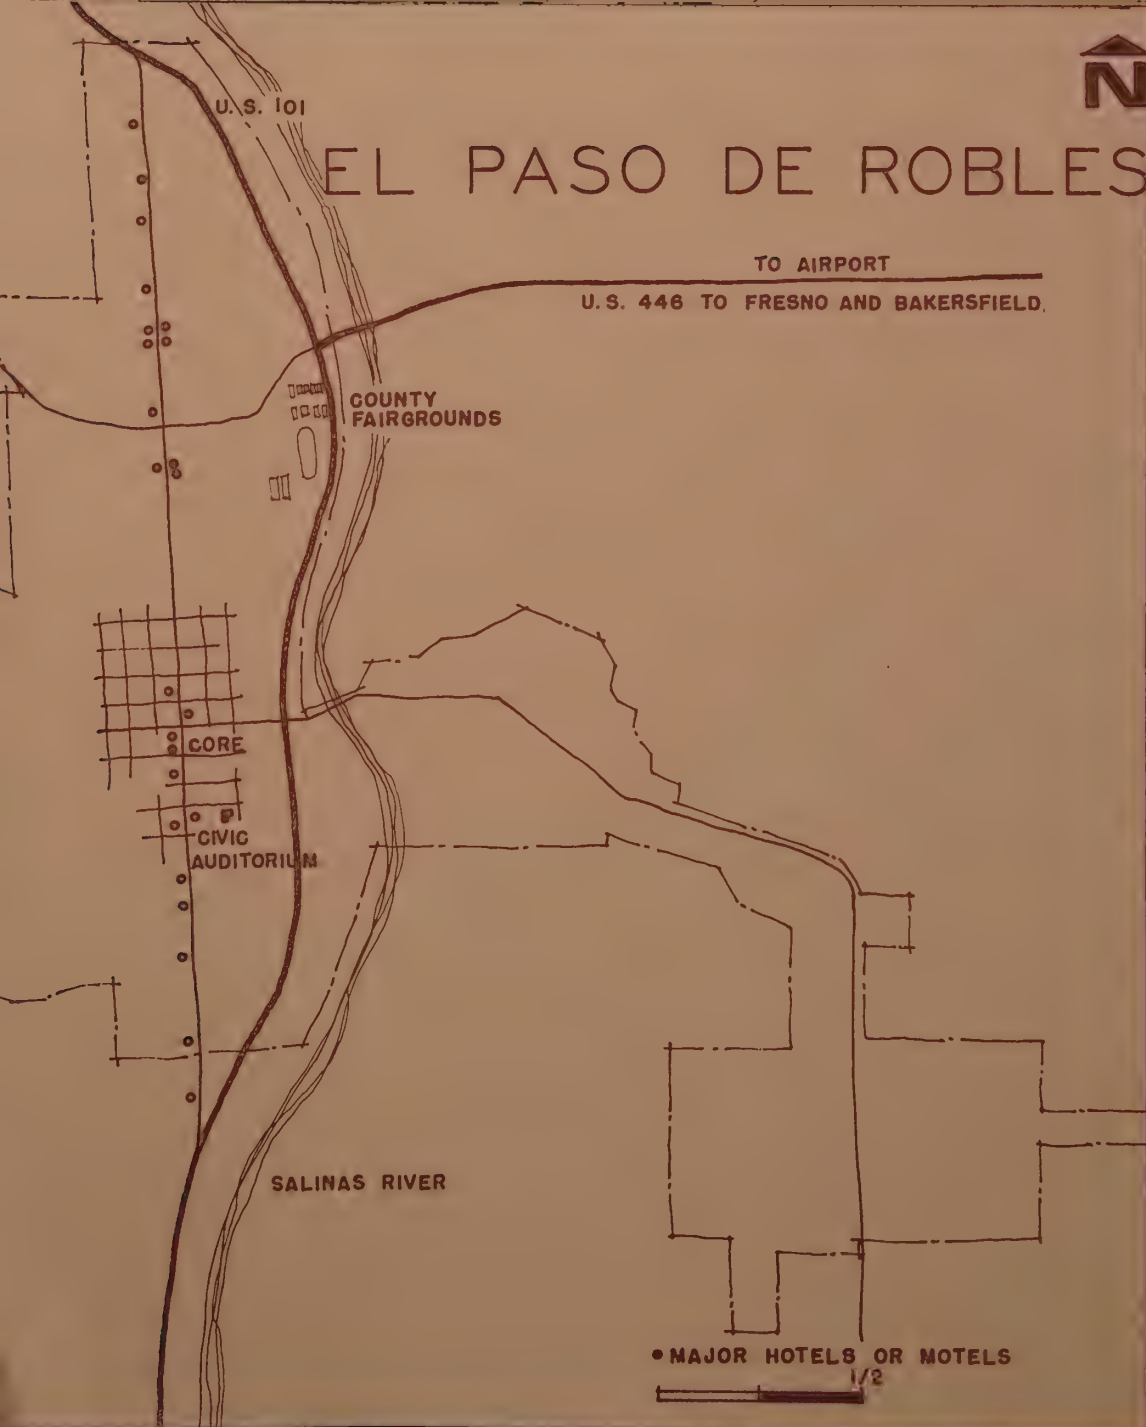 N
U. S. 101
EL PASO DE ROBLES
TO AIRPORT
U.S. 446 TO FRESNO AND BAKERSFIELD.
COUNTY
FAIRGROUNDS
CORE
CIVIC
AUDITORIUM
SALINAS RIVER
MAJOR HOTELS OR MOTELS
1/2